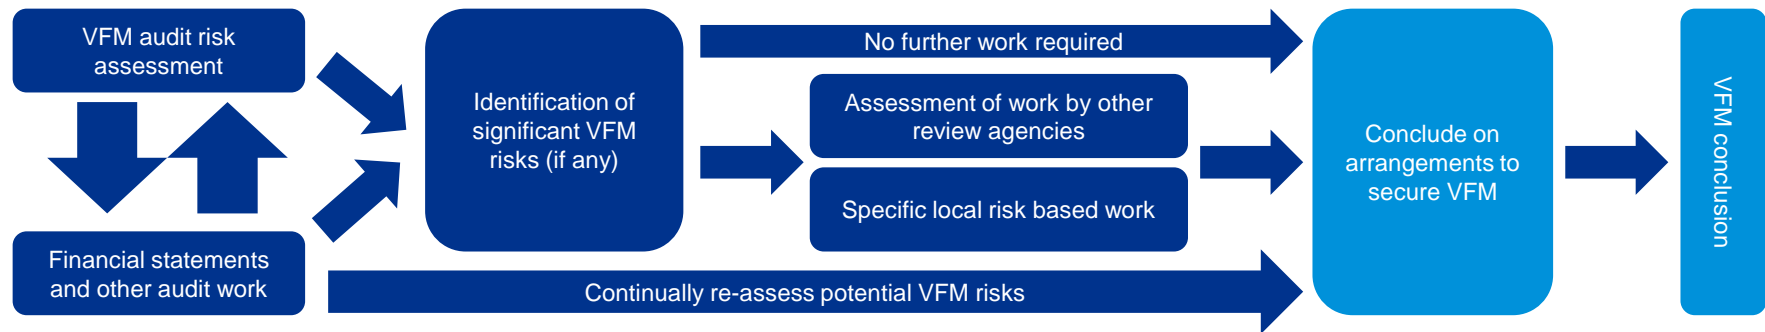 VFM audit risk
assessment
Financial statements
and other audit work
Identification of
significant VFM
risks (if any)
No further work required
Assessment of work by other
review agencies
Specific local risk based work
Continually re-assess potential VFM risks
Conclude on
arrangements to
secure VFM
VFM conclusion